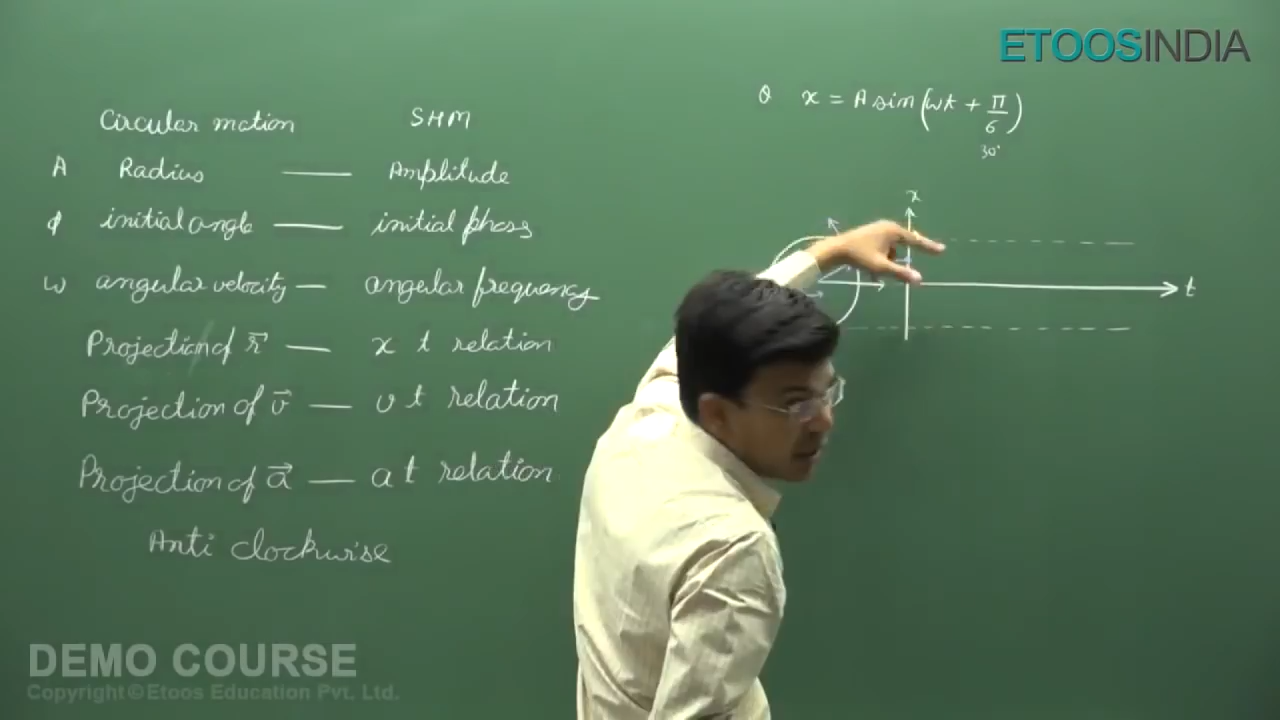 ETOOSINDIA
Circular motion SHM
A Radius — Amplitude
ϕ initial angle — initial phase
ω angular velocity — angular frequency
Projection of r⃗ — x t relation
Projection of v⃗ — v t relation
Projection of a⃗ — a t relation
Anti clockwise
θ x = A sin(ωt + π/6)
30°
x
t
DEMO COURSE
Copyright © Etoos Education Pvt. Ltd.